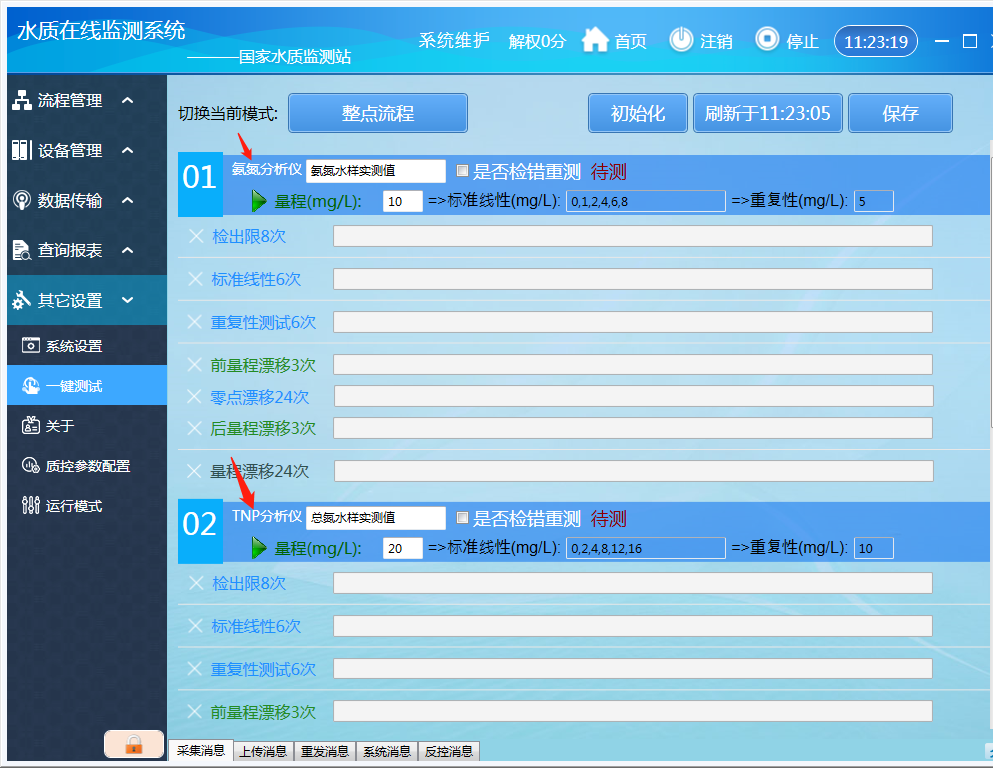 水质在线监测系统
———国家水质监测站
系统维护 解权0分 首页 注销 停止 11:23:19
流程管理
设备管理
数据传输
查询报表
其它设置
系统设置
一键测试
关于
质控参数配置
运行模式
切换当前模式: 整点流程 初始化 刷新于11:23:05 保存
01 氨氮分析仪 氨氮水样实测值 是否检错重测 待测
量程(mg/L): 10 =>标准线性(mg/L): 0,1,2,4,6,8 =>重复性(mg/L): 5
检出限8次
标准线性6次
重复性测试6次
前量程漂移3次
零点漂移24次
后量程漂移3次
量程漂移24次
02 TNP分析仪 总氮水样实测值 是否检错重测 待测
量程(mg/L): 20 =>标准线性(mg/L): 0,2,4,8,12,16 =>重复性(mg/L): 10
检出限8次
标准线性6次
重复性测试6次
前量程漂移3次
采集消息 上传消息 重发消息 系统消息 反控消息